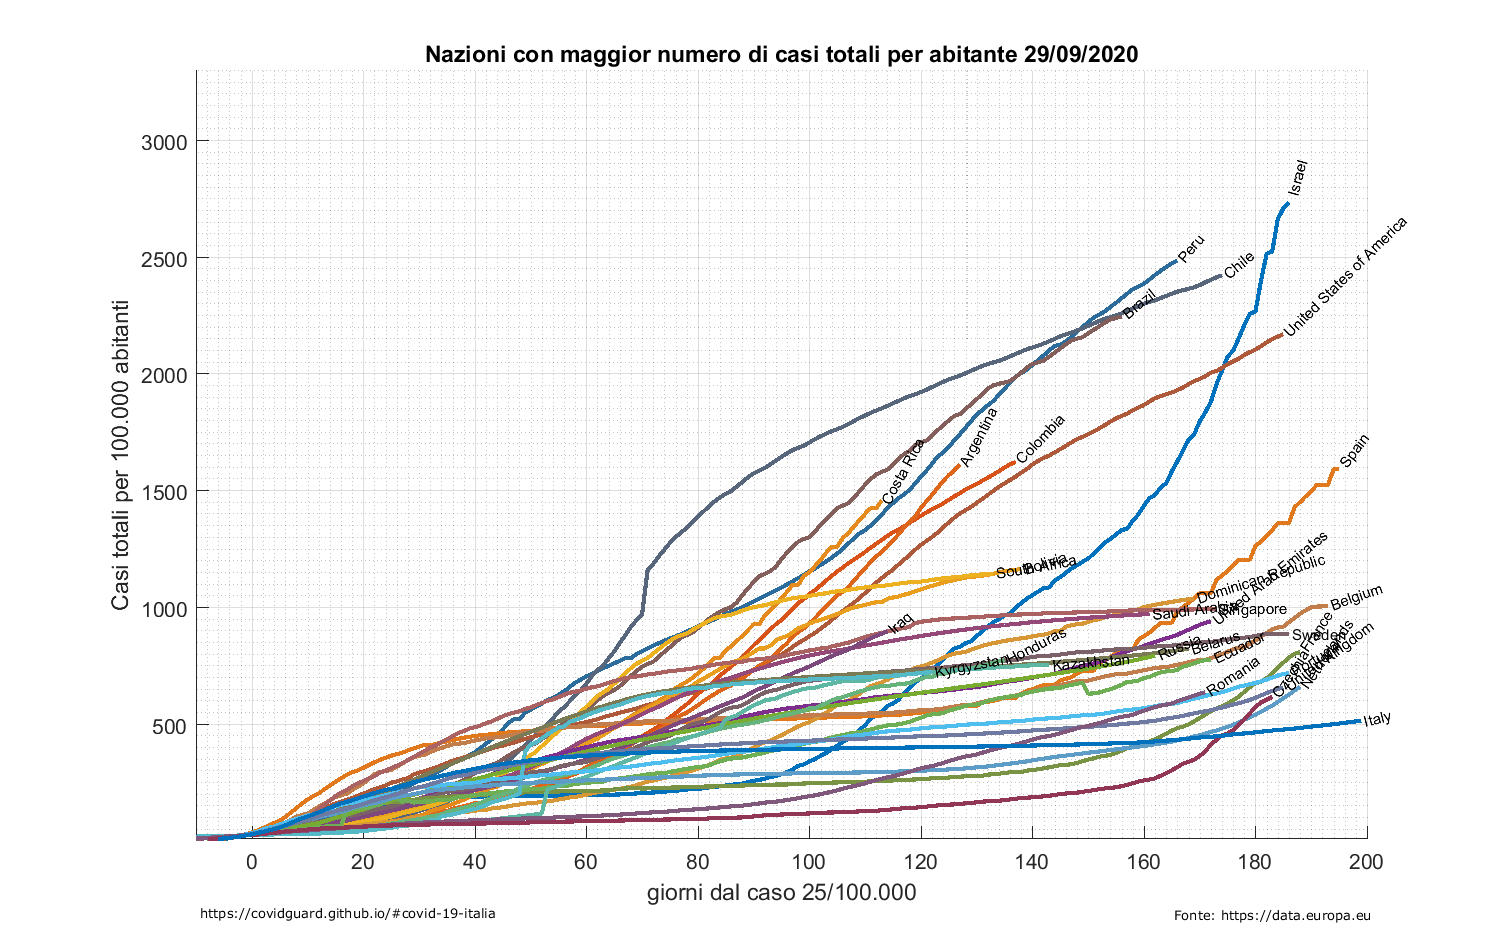 Nazioni con maggior numero di casi totali per abitante 29/09/2020
Casi totali per 100.000 abitanti
3000
2500
2000
1500
1000
500
Israel
Peru
Chile
United States of America
Brazil
Argentina
Colombia
Costa Rica
Spain
South Africa
Bolivia
United Arab Emirates
Dominican Republic
Saudi Arabia
Singapore
Belgium
Iraq
Sweden
France
Honduras
Kyrgyzstan
Kazakhstan
Russia
Belarus
Ecuador
Romania
Italy
0 20 40 60 80 100 120 140 160 180 200
giorni dal caso 25/100.000
https://covidguard.github.io/#covid-19-italia
Fonte: https://data.europa.eu